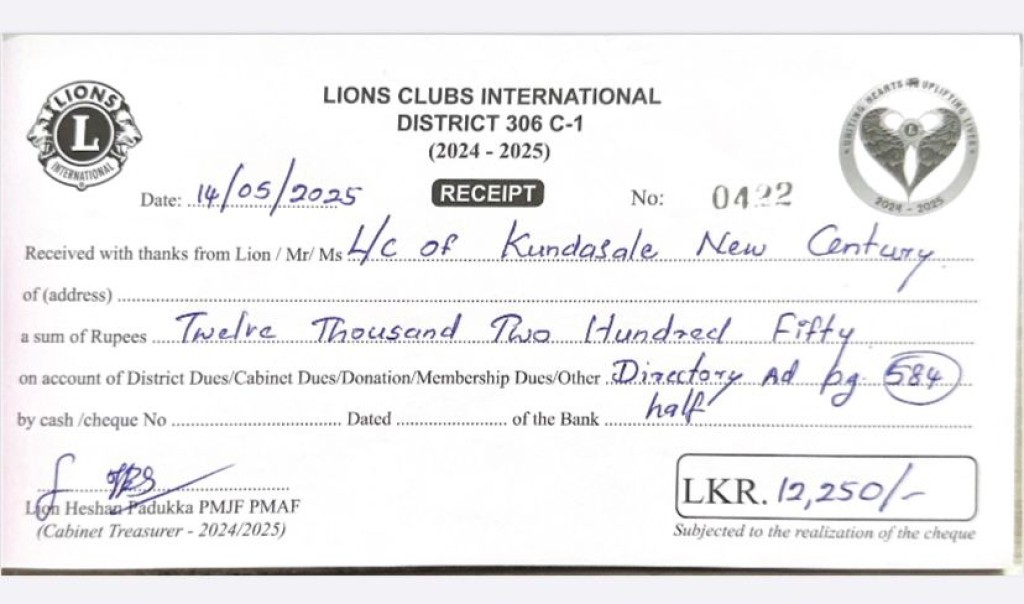 LIONS
L
INTERNATIONAL
LIONS CLUBS INTERNATIONAL
DISTRICT 306 C-1
(2024 - 2025)
UNITING HEARTS UPLIFTING LIVES
L
2024 - 2025
Date: 14/05/2025 RECEIPT No: 0422
Received with thanks from Lion / Mr/ Ms L/c of Kundasale New Century
of (address)
a sum of Rupees Twelve Thousand Two Hundred Fifty
on account of District Dues/Cabinet Dues/Donation/Membership Dues/Other Directory Ad pg 584
half
by cash /cheque No Dated of the Bank
Lion Heshan Padukka PMJF PMAF
(Cabinet Treasurer - 2024/2025)
LKR. 12,250/-
Subjected to the realization of the cheque